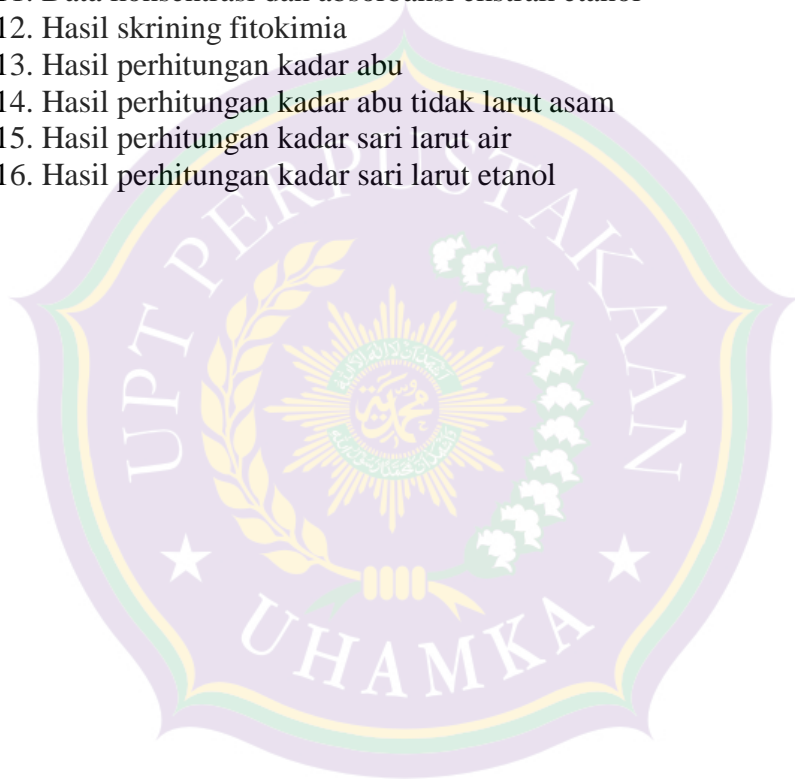 12. Hasil skrining fitokimia
13. Hasil perhitungan kadar abu
14. Hasil perhitungan kadar abu tidak larut asam
15. Hasil perhitungan kadar sari larut air
16. Hasil perhitungan kadar sari larut etanol
UPT PERPUSTAKAAN
محمدية
UHAMKA